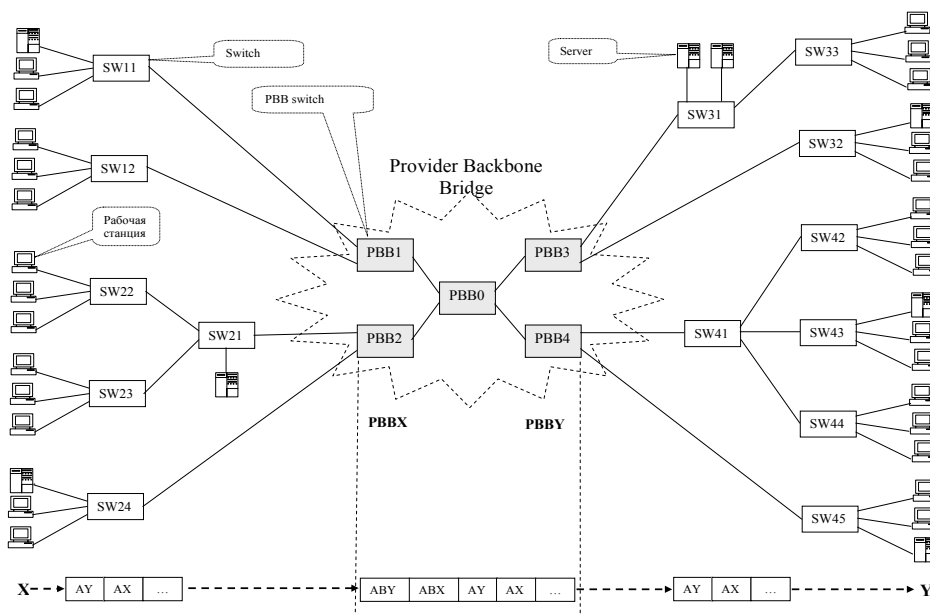 Switch
Server
SW33
SW11
PBB switch
SW31
SW12
SW32
Provider Backbone
Bridge
Рабочая
станция
SW42
PBB1
PBB3
SW22
PBB0
SW21
PBB2
PBB4
SW41
SW43
SW23
PBBX
PBBY
SW44
SW24
SW45
X
AY AX …
ABY ABX AY AX …
AY AX …
Y